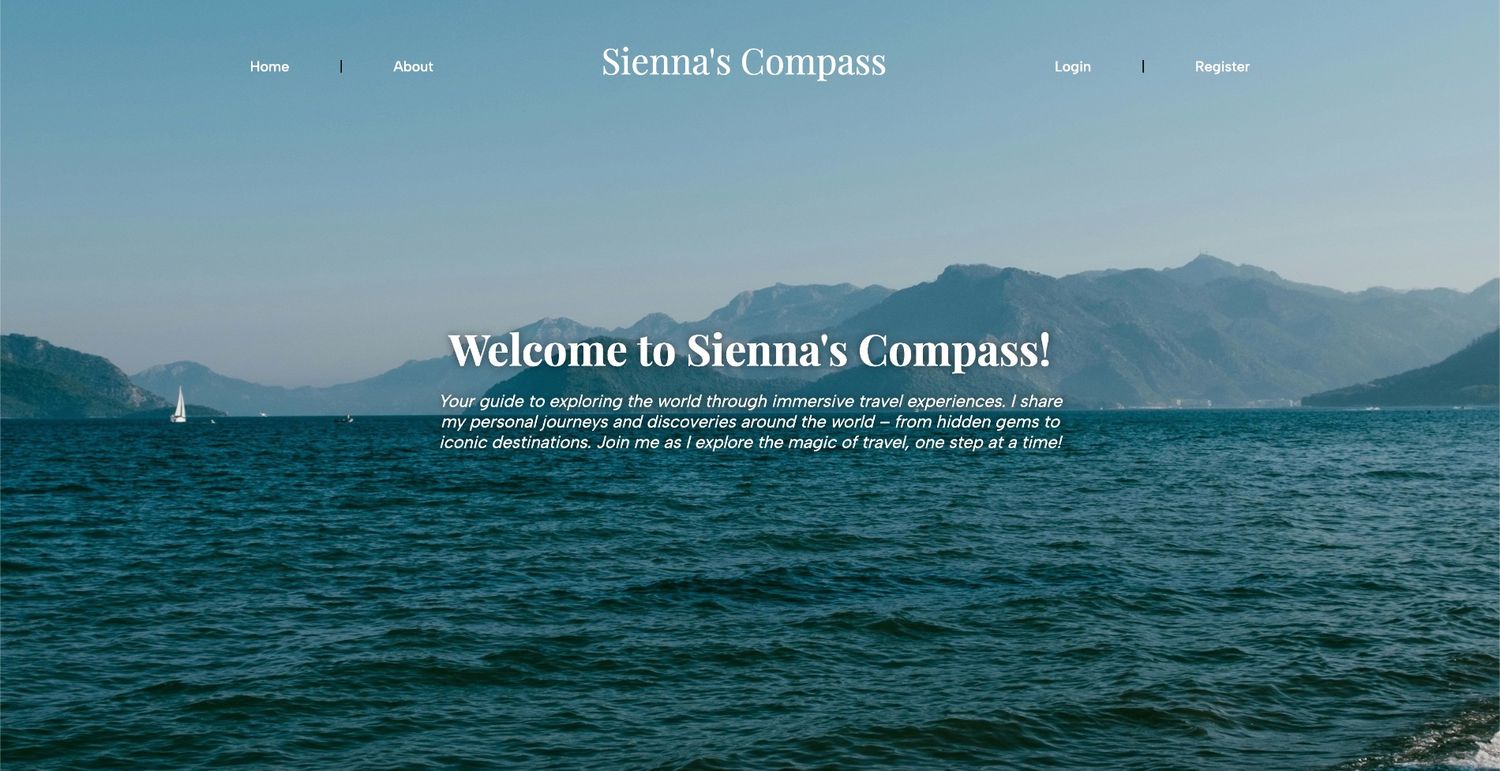 Home | About Sienna's Compass Login | Register
Welcome to Sienna's Compass!
Your guide to exploring the world through immersive travel experiences. I share
my personal journeys and discoveries around the world – from hidden gems to
iconic destinations. Join me as I explore the magic of travel, one step at a time!